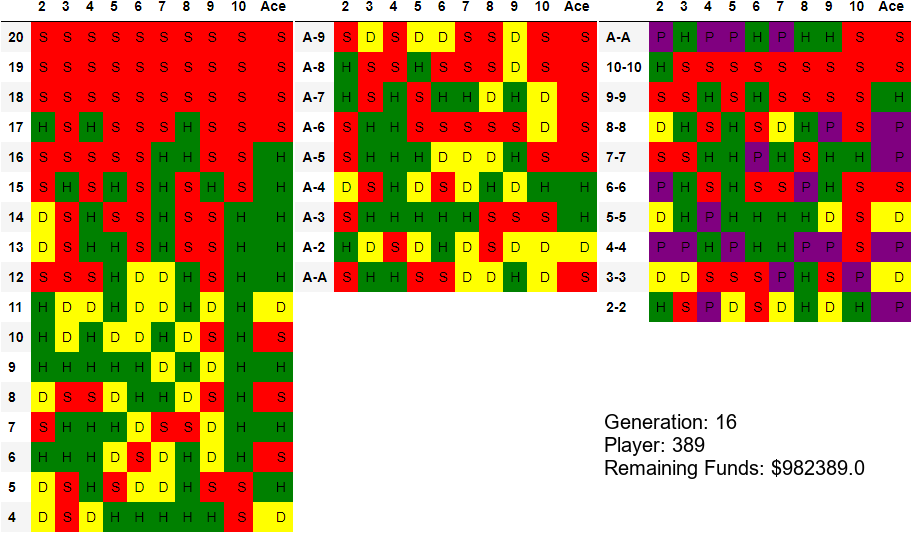 2 3 4 5 6 7 8 9 10 Ace
20 S S S S S S S S S S
19 S S S S S S S S S S
18 S S S S S S S S S S
17 H S H S S S H S S S
16 S S S S S H H S S H
15 S H S H S H S H S H
14 D S H S S H S S H H
13 D S H H S H S S H H
12 S S S H D D H S H H
11 H D D H D D H D H D
10 H D H D D H D S H S
9 H H H H H D H D H H
8 D S S D H H D S H S
7 S H H H D S S D H H
6 H H H D S D H D H S
5 D S H S D D H S S H
4 D S D H H H H H S D
2 3 4 5 6 7 8 9 10 Ace
A-9 S D S D D S S D S S
A-8 H S S H S S S D S S
A-7 H S H S H H D H D S
A-6 S H H S S S S S D S
A-5 S H H H D D D H S S
A-4 D S H D S D H D H H
A-3 S H H H H H S S S H
A-2 H D S D H D S D D D
A-A S H H S S D D H D S
2 3 4 5 6 7 8 9 10 Ace
A-A P H P P H P H H S S
10-10 H S S S S S S S S S
9-9 S S H S H S S S S H
8-8 D H S H S D H P S P
7-7 S S H H P H S H H P
6-6 P H S H S S P H S S
5-5 D H P H H H H D S D
4-4 P P H P H H P P S P
3-3 D D S S S P H S P D
2-2 H S P D S D H D H P
Generation: 16
Player: 389
Remaining Funds: $982389.0